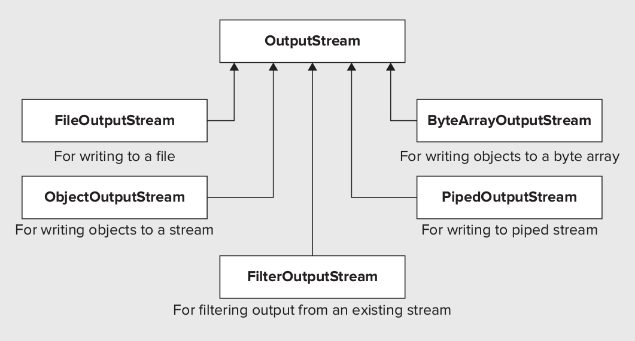 OutputStream
FileOutputStream
For writing to a file
ByteArrayOutputStream
For writing objects to a byte array
ObjectOutputStream
For writing objects to a stream
PipedOutputStream
For writing to piped stream
FilterOutputStream
For filtering output from an existing stream